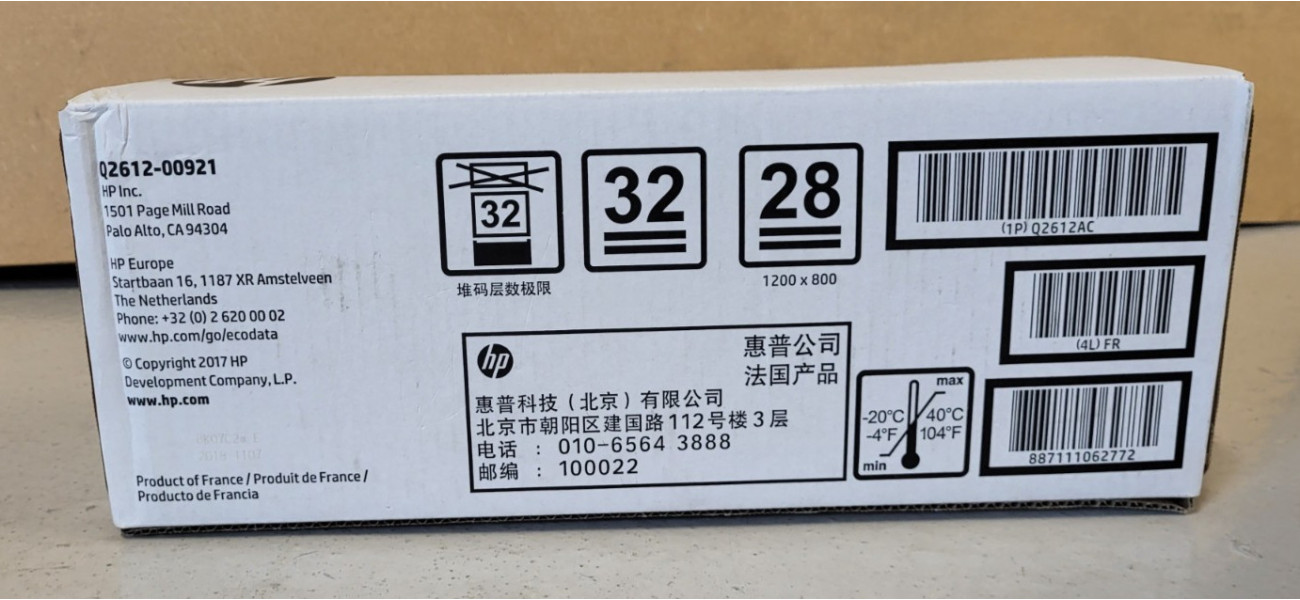 Q2612-00921
HP Inc.
1501 Page Mill Road
Palo Alto, CA 94304
HP Europe
Startbaan 16, 1187 XR Amstelveen
The Netherlands
Phone: +32 (0) 2 620 00 02
www.hp.com/go/ecodata
© Copyright 2017 HP
Development Company, L.P.
www.hp.com
Product of France / Produit de France /
Producto de Francia
32
堆码层数极限
32
28
1200 x 800
hp
惠普公司
法国产品
惠普科技（北京）有限公司
北京市朝阳区建国路112号楼3层
电话 : 010-6564 3888
邮编 : 100022
max
-20°C
-4°F
40°C
104°F
min
(1P) Q2612AC
(4L) FR
887111062772